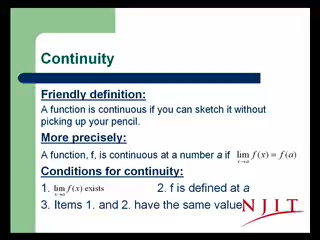 Continuity
Friendly definition:
A function is continuous if you can sketch it without
picking up your pencil.
More precisely:
A function, f, is continuous at a number a if lim x→a f(x) = f(a)
Conditions for continuity:
1. lim x→a f(x) exists 2. f is defined at a
3. Items 1. and 2. have the same value
NJIT